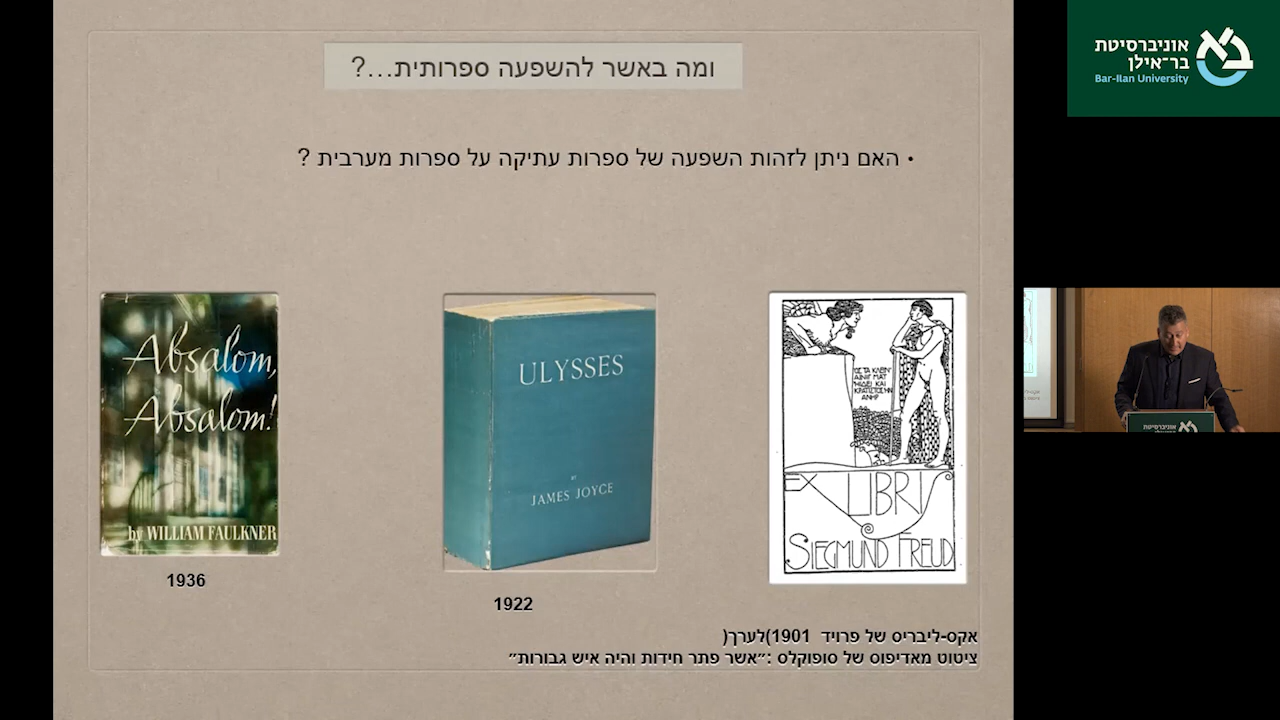 ומה באשר להשפעה ספרותית...?
• האם ניתן לזהות השפעה של ספרות עתיקה על ספרות מערבית ?
Absalom,
Absalom!
by WILLIAM FAULKNER
1936
ULYSSES
BY
JAMES JOYCE
1922
EX LIBRIS
SIEGMUND FREUD
אקס-ליבריס של פרויד 1901)לערך(
ציטוט מאדיפוס של סופוקלס :״אשר פתר חידות והיה איש גבורות״
אוניברסיטת
בר־אילן
Bar-Ilan University
אוניברסיטת